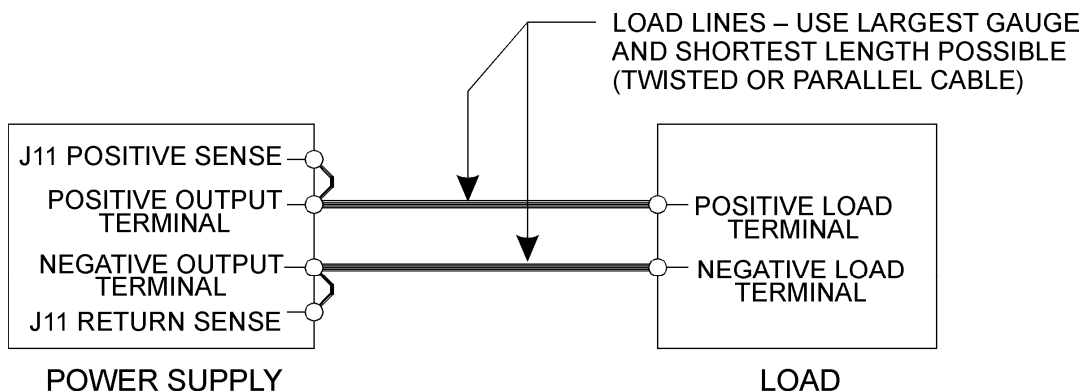 LOAD LINES – USE LARGEST GAUGE
AND SHORTEST LENGTH POSSIBLE
(TWISTED OR PARALLEL CABLE)
J11 POSITIVE SENSE
POSITIVE OUTPUT
TERMINAL
NEGATIVE OUTPUT
TERMINAL
J11 RETURN SENSE
POSITIVE LOAD
TERMINAL
NEGATIVE LOAD
TERMINAL
POWER SUPPLY
LOAD